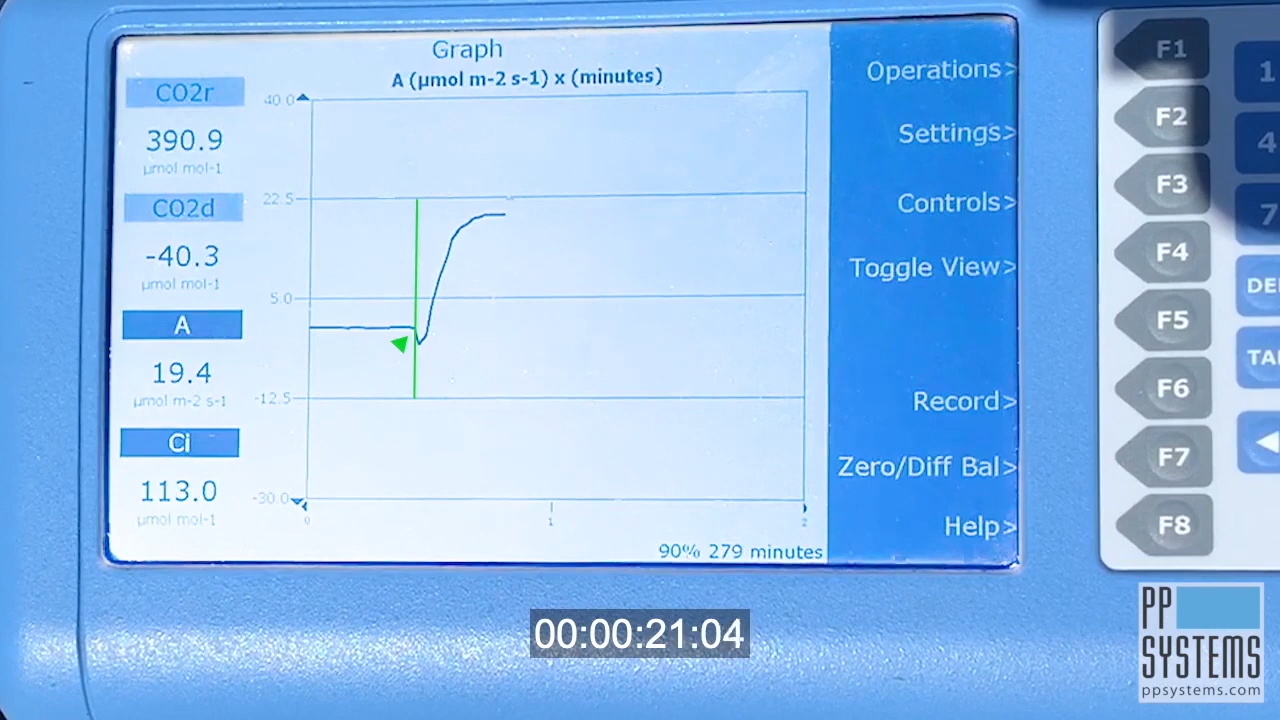 Graph
A (µmol m-2 s-1) x (minutes)
CO2r
390.9
µmol mol-1
CO2d
-40.3
µmol mol-1
A
19.4
µmol m-2 s-1
Ci
113.0
µmol mol-1
40.0
22.5
5.0
-12.5
-30.0
0
1
2
90% 279 minutes
Operations>
Settings>
Controls>
Toggle View>
Record>
Zero/Diff Bal>
Help>
F1
F2
F3
F4
F5
F6
F7
F8
1
4
7
00:00:21:04
PP
SYSTEMS
ppsystems.com